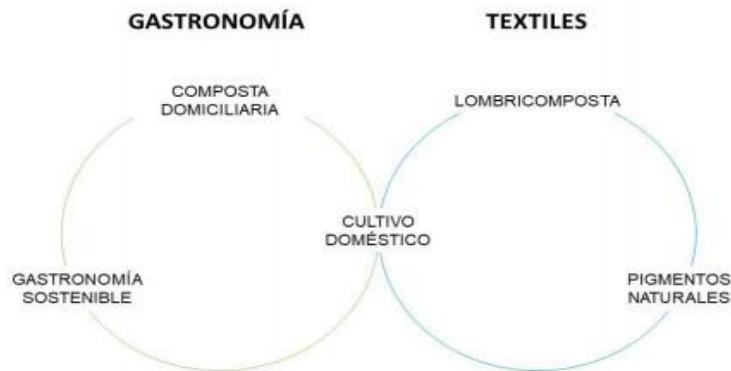 GASTRONOMÍA
TEXTILES
COMPOSTA
DOMICILIARIA
LOMBRICOMPOSTA
CULTIVO
DOMÉSTICO
GASTRONOMÍA
SOSTENIBLE
PIGMENTOS
NATURALES